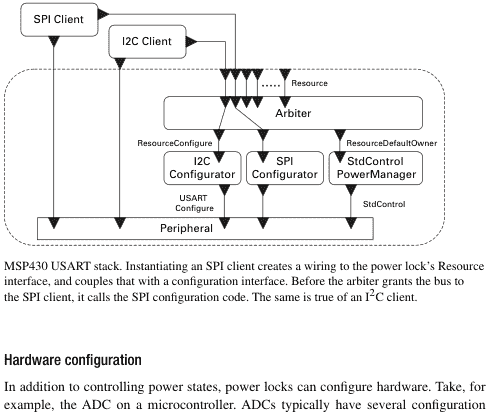 SPI Client
I2C Client
..... Resource
Arbiter
ResourceConfigure
ResourceDefaultOwner
I2C
Configurator
SPI
Configurator
StdControl
PowerManager
USART
Configure
StdControl
Peripheral
MSP430 USART stack. Instantiating an SPI client creates a wiring to the power lock's Resource
interface, and couples that with a configuration interface. Before the arbiter grants the bus to
the SPI client, it calls the SPI configuration code. The same is true of an I²C client.
Hardware configuration
In addition to controlling power states, power locks can configure hardware. Take, for
example, the ADC on a microcontroller. ADCs typically have several configuration